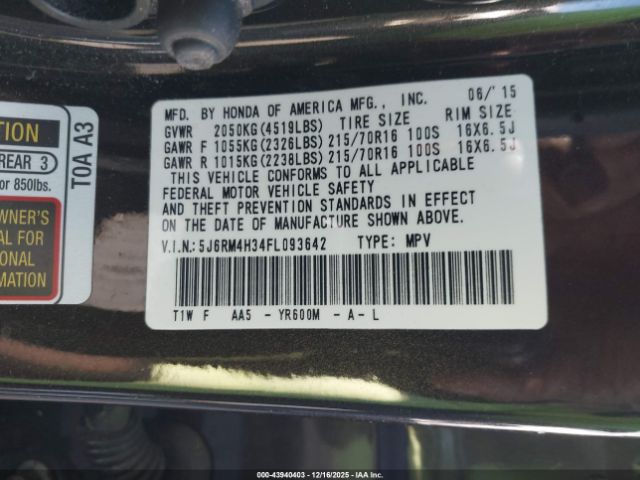 MFD. BY HONDA OF AMERICA MFG., INC. 06/'15
GVWR 2050KG(4519LBS) TIRE SIZE RIM SIZE
GAWR F 1055KG(2326LBS) 215/70R16 100S 16X6.5J
GAWR R 1015KG(2238LBS) 215/70R16 100S 16X6.5J
THIS VEHICLE CONFORMS TO ALL APPLICABLE
FEDERAL MOTOR VEHICLE SAFETY
AND THEFT PREVENTION STANDARDS IN EFFECT
ON THE DATE OF MANUFACTURE SHOWN ABOVE.
V.I.N.:5J6RM4H34FL093642 TYPE: MPV
T1W F AA5 - YR600M - A - L
TION
REAR 3
or 850lbs.
WNER'S
AL FOR
IONAL
MATION
T0A A3
000-43940403 - 12/16/2025 - IAA Inc.